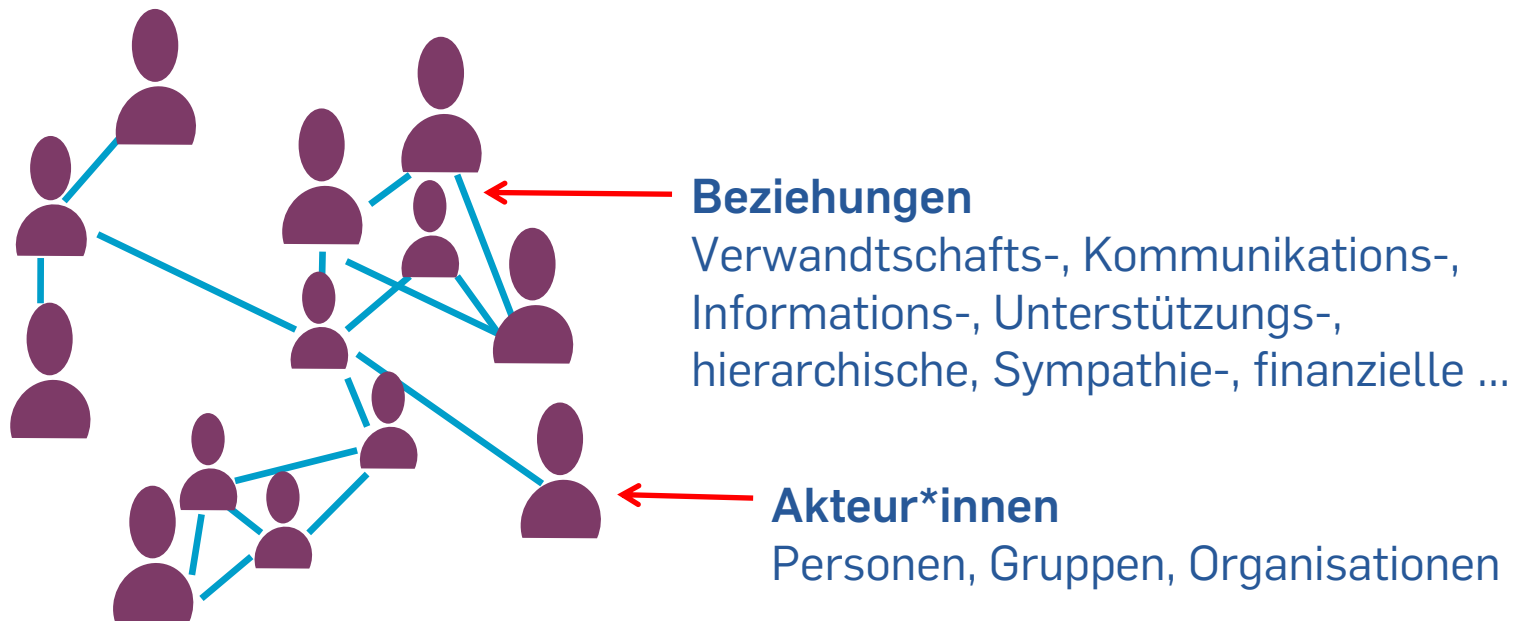 Beziehungen
Verwandtschafts-, Kommunikations-,
Informations-, Unterstützungs-,
hierarchische, Sympathie-, finanzielle ...
Akteur*innen
Personen, Gruppen, Organisationen